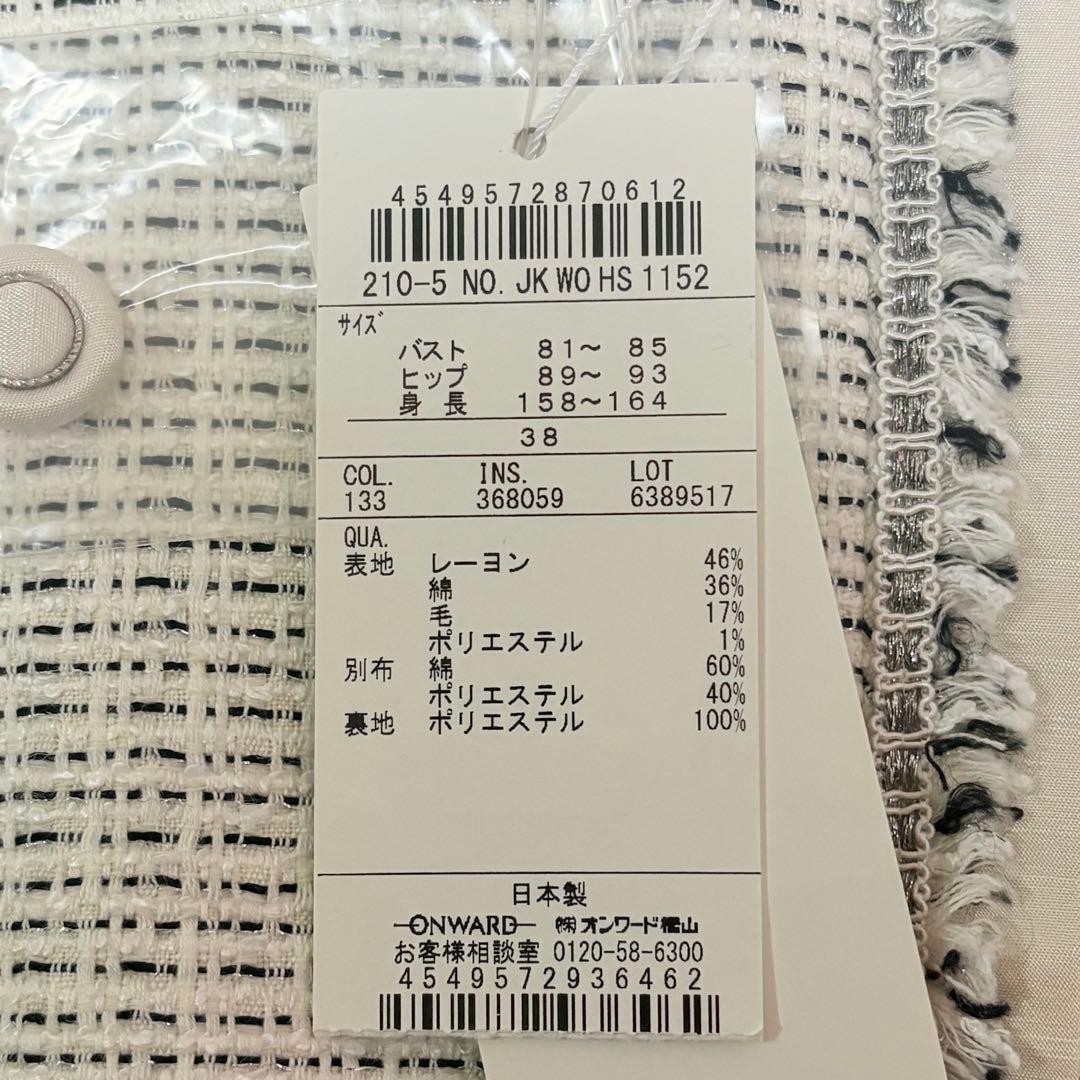 4549572870612
210-5 NO. JKWOHS1152
サイズ
バスト 81〜 85
ヒップ 89〜 93
身 長 158〜164
38
COL. INS. LOT
133 368059 6389517
QUA.
表地 レーヨン 46%
綿 36%
毛 17%
ポリエステル 1%
別布 綿 60%
ポリエステル 40%
裏地 ポリエステル 100%
日本製
ONWARD ㈱オンワード樫山
お客様相談室 0120-58-6300
4549572936462